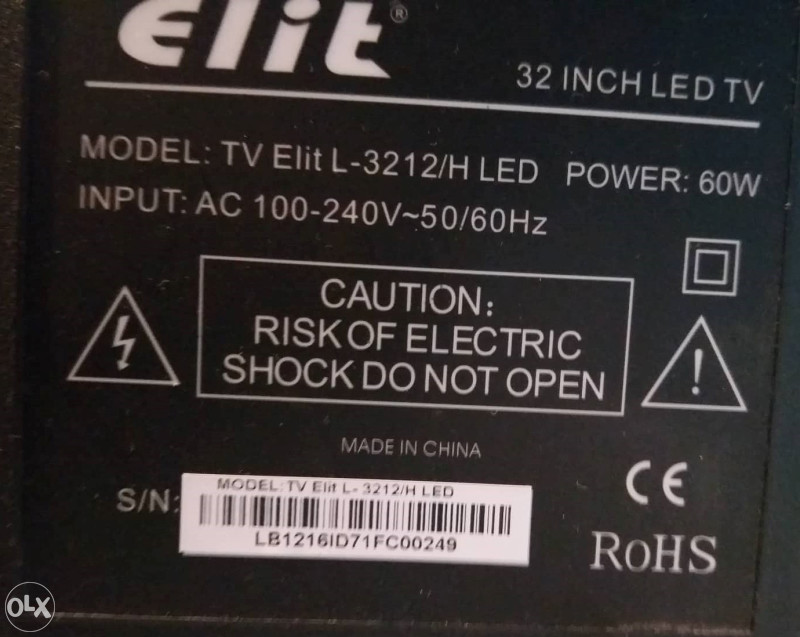 Elit®
32 INCH LED TV
MODEL: TV Elit L-3212/H LED POWER: 60W
INPUT: AC 100-240V~50/60Hz
CAUTION:
RISK OF ELECTRIC
SHOCK DO NOT OPEN
MADE IN CHINA
S/N:
MODEL: TV Elit L- 3212/H LED
LB1216ID71FC00249
CE
RoHS
OLX